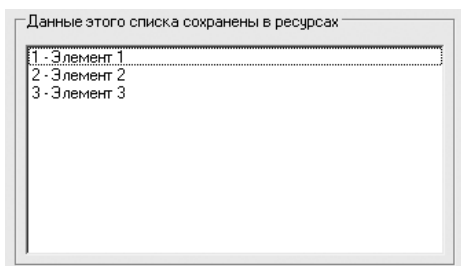 Данные этого списка сохранены в ресурсах
1 - Элемент 1
2 - Элемент 2
3 - Элемент 3